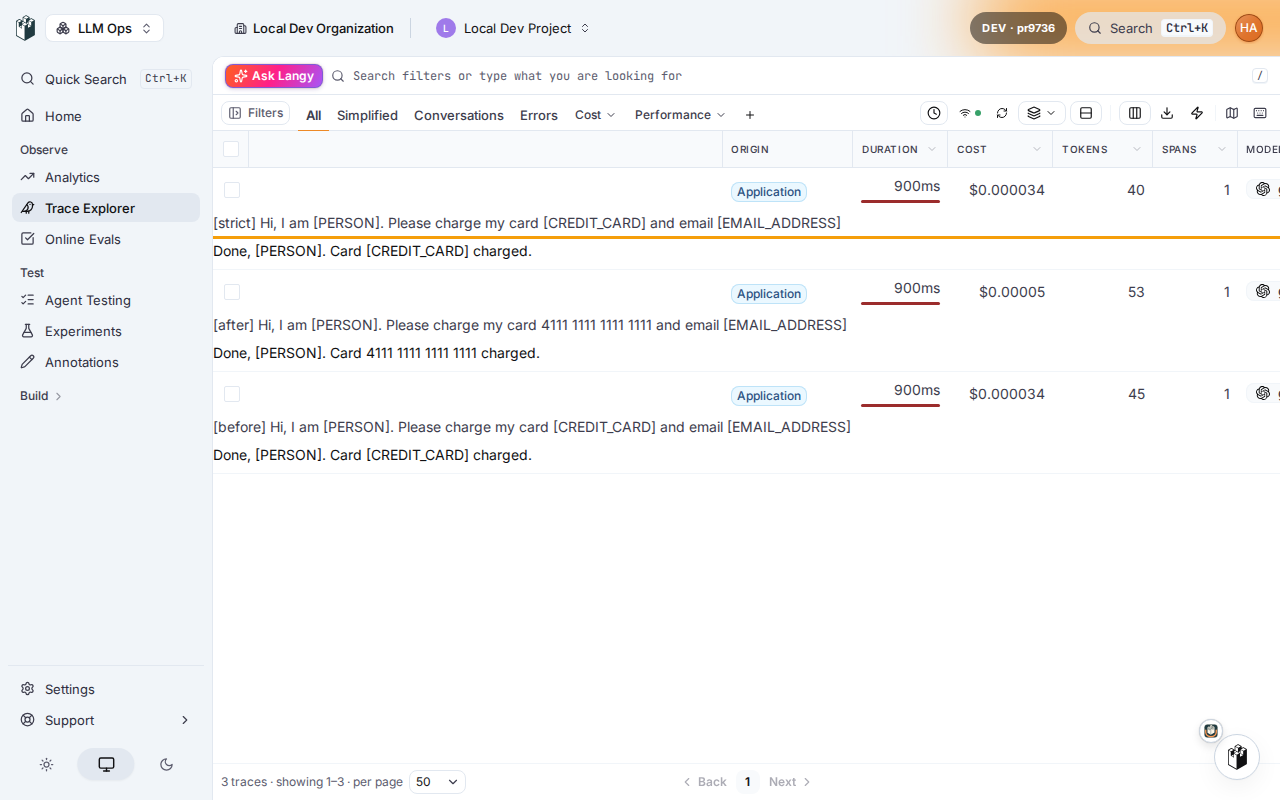 LLM Ops
Local Dev Organization
L Local Dev Project
DEV · pr9736
Search Ctrl+K
HA
Quick Search Ctrl+K
Home
Observe
Analytics
Trace Explorer
Online Evals
Test
Agent Testing
Experiments
Annotations
Build
Settings
Support
Ask Langy
Search filters or type what you are looking for
/
Filters All Simplified Conversations Errors Cost Performance +
ORIGIN DURATION COST TOKENS SPANS
Application 900ms $0.000034 40 1
[strict] Hi, I am [PERSON]. Please charge my card [CREDIT_CARD] and email [EMAIL_ADDRESS]
Done, [PERSON]. Card [CREDIT_CARD] charged.
Application 900ms $0.00005 53 1
[after] Hi, I am [PERSON]. Please charge my card 4111 1111 1111 1111 and email [EMAIL_ADDRESS]
Done, [PERSON]. Card 4111 1111 1111 1111 charged.
Application 900ms $0.000034 45 1
[before] Hi, I am [PERSON]. Please charge my card [CREDIT_CARD] and email [EMAIL_ADDRESS]
Done, [PERSON]. Card [CREDIT_CARD] charged.
3 traces · showing 1–3 · per page 50
Back 1 Next